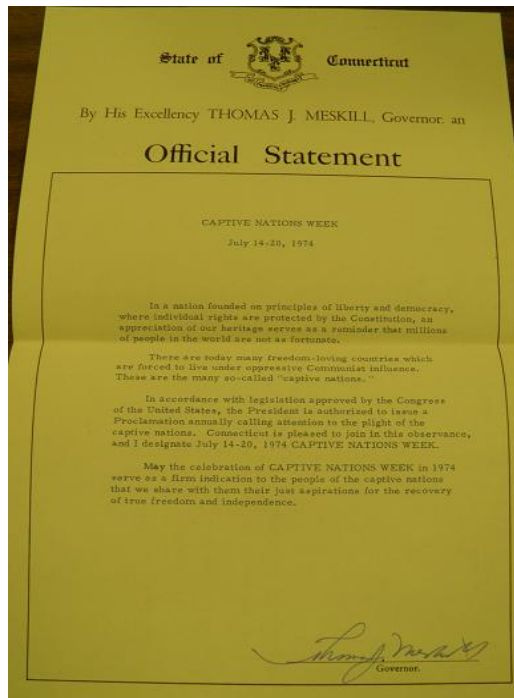 State of Connecticut
By His Excellency THOMAS J. MESKILL, Governor: an
Official Statement
CAPTIVE NATIONS WEEK
July 14-20, 1974
In a nation founded on principles of liberty and democracy,
where individual rights are protected by the Constitution, an
appreciation of our heritage serves as a reminder that millions
of people in the world are not as fortunate.
There are today many freedom-loving countries which
are forced to live under oppressive Communist influence.
These are the many so-called "captive nations."
In accordance with legislation approved by the Congress
of the United States, the President is authorized to issue a
Proclamation annually calling attention to the plight of the
captive nations. Connecticut is pleased to join in this observance,
and I designate July 14-20, 1974 CAPTIVE NATIONS WEEK.
May the celebration of CAPTIVE NATIONS WEEK in 1974
serve as a firm indication to the people of the captive nations
that we share with them their just aspirations for the recovery
of true freedom and independence.
Thomas J. Meskill
Governor.